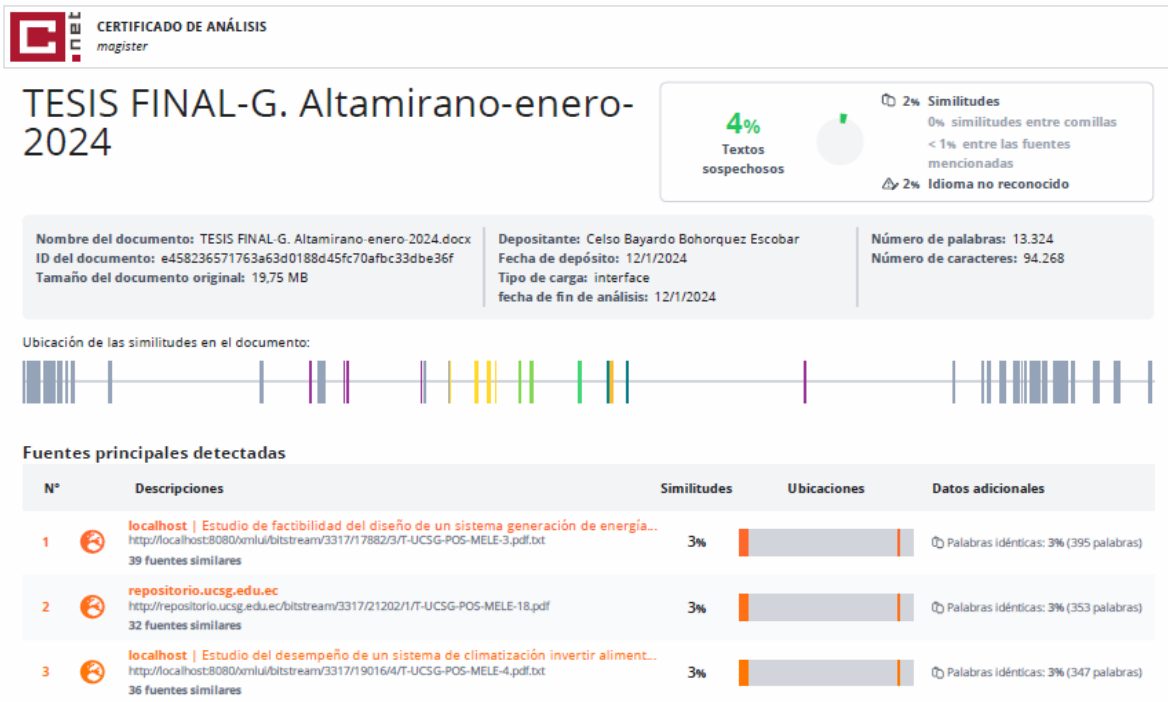 C
.net
CERTIFICADO DE ANÁLISIS
magister
TESIS FINAL-G. Altamirano-enero-
2024
4%
Textos
sospechosos
2% Similitudes
0% similitudes entre comillas
< 1% entre las fuentes
mencionadas
2% Idioma no reconocido
Nombre del documento: TESIS FINAL-G. Altamirano-enero-2024.docx
ID del documento: e458236571763a63d0188d45fc70afbc33dbe36f
Tamaño del documento original: 19,75 MB
Depositante: Celso Bayardo Bohorquez Escobar
Fecha de depósito: 12/1/2024
Tipo de carga: interface
fecha de fin de análisis: 12/1/2024
Número de palabras: 13.324
Número de caracteres: 94.268
Ubicación de las similitudes en el documento:
Fuentes principales detectadas
N° Descripciones Similitudes Ubicaciones Datos adicionales
1 localhost | Estudio de factibilidad del diseño de un sistema generación de energía...
http://localhost:8080/xmlui/bitstream/3317/17882/3/T-UCSG-POS-MELE-3.pdf.txt
39 fuentes similares
3%
Palabras idénticas: 3% (395 palabras)
2 repositorio.ucsg.edu.ec
http://repositorio.ucsg.edu.ec/bitstream/3317/21202/1/T-UCSG-POS-MELE-18.pdf
32 fuentes similares
3%
Palabras idénticas: 3% (353 palabras)
3 localhost | Estudio del desempeño de un sistema de climatización invertir aliment...
http://localhost:8080/xmlui/bitstream/3317/19016/4/T-UCSG-POS-MELE-4.pdf.txt
36 fuentes similares
3%
Palabras idénticas: 3% (347 palabras)